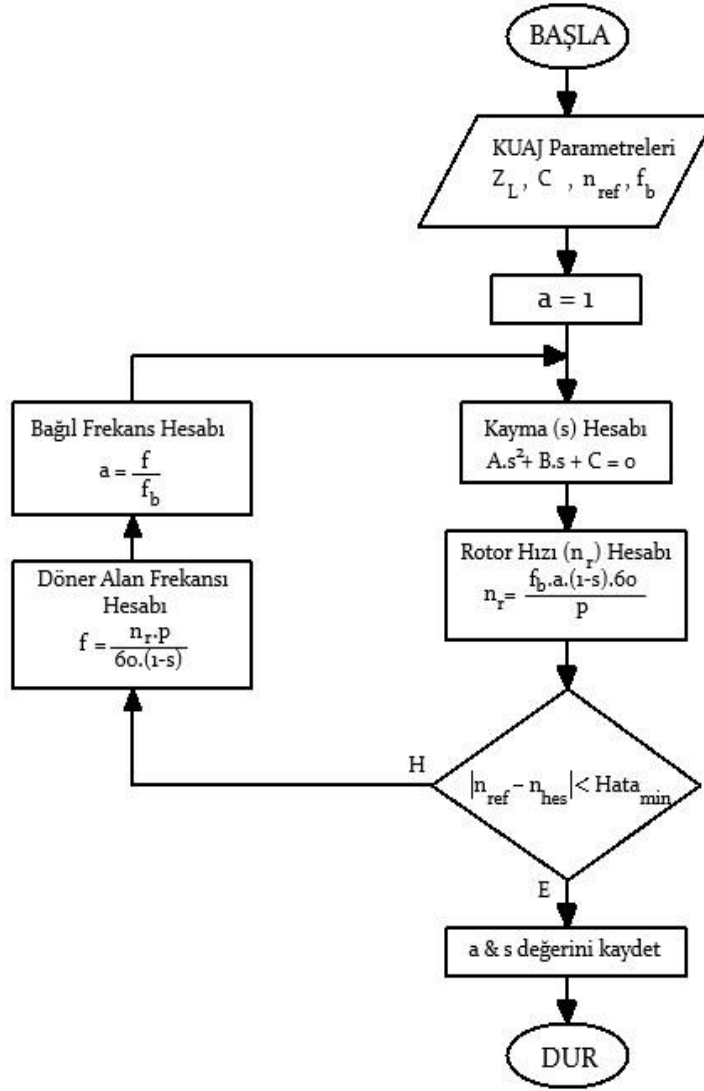 BAŞLA
KUAJ Parametreleri
Z_L , C , n_ref , f_b
a = 1
Kayma (s) Hesabı
A.s²+ B.s + C = 0
Rotor Hızı (n_r) Hesabı
n_r= f_b.a.(1-s).60 / p
|n_ref – n_hes| < Hata_min
H
E
Döner Alan Frekansı
Hesabı
f = n_r.p / 60.(1-s)
Bağıl Frekans Hesabı
a = f / f_b
a & s değerini kaydet
DUR